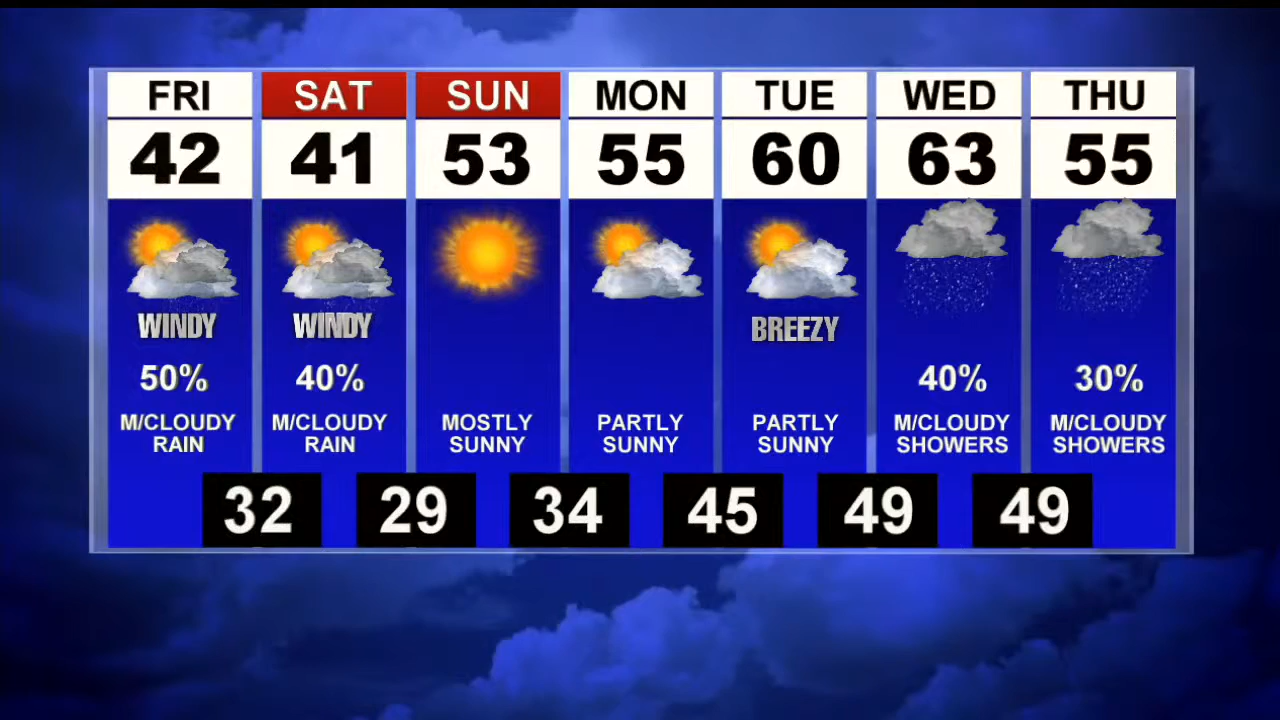 FRI SAT SUN MON TUE WED THU
42 41 53 55 60 63 55
WINDY WINDY BREEZY
50% 40% 40% 30%
M/CLOUDY M/CLOUDY MOSTLY PARTLY PARTLY M/CLOUDY M/CLOUDY
RAIN RAIN SUNNY SUNNY SUNNY SHOWERS SHOWERS
32 29 34 45 49 49